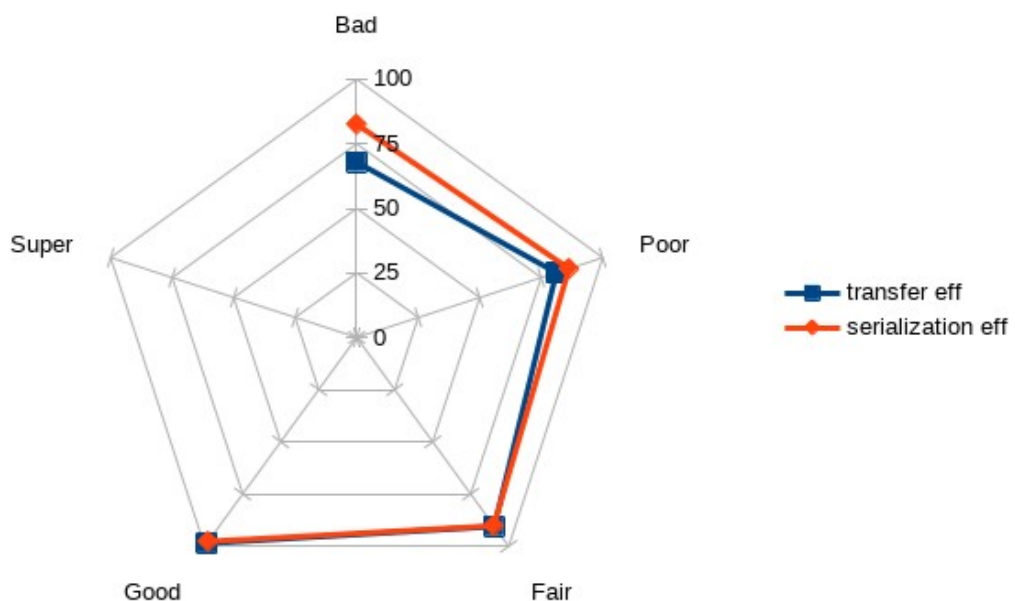 Bad
100
75
50
25
0
Super
Poor
Good
Fair
transfer eff
serialization eff